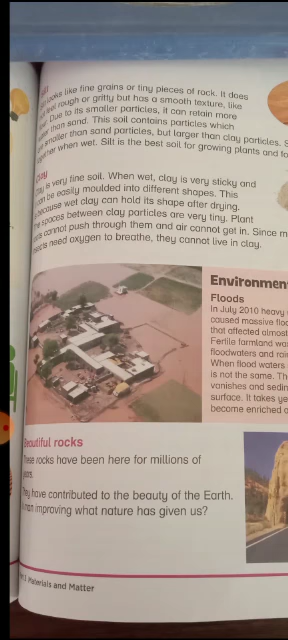 Silt
looks like fine grains or tiny pieces of rock. It does
feel rough or gritty but has a smooth texture, like
Due to its smaller particles, it can retain more
than sand. This soil contains particles which
smaller than sand particles, but larger than clay particles. S
together when wet. Silt is the best soil for growing plants and fo
Clay
is very fine soil. When wet, clay is very sticky and
can be easily moulded into different shapes. This
because wet clay can hold its shape after drying.
The spaces between clay particles are very tiny. Plant
cannot push through them and air cannot get in. Since m
insects need oxygen to breathe, they cannot live in clay.
Environmen
Floods
In July 2010 heavy
caused massive floo
that affected almost
Fertile farmland was
floodwaters and rain
When flood waters
is not the same. Th
vanishes and sedim
surface. It takes ye
become enriched a
Beautiful rocks
These rocks have been here for millions of
years.
They have contributed to the beauty of the Earth.
man improving what nature has given us?
Materials and Matter